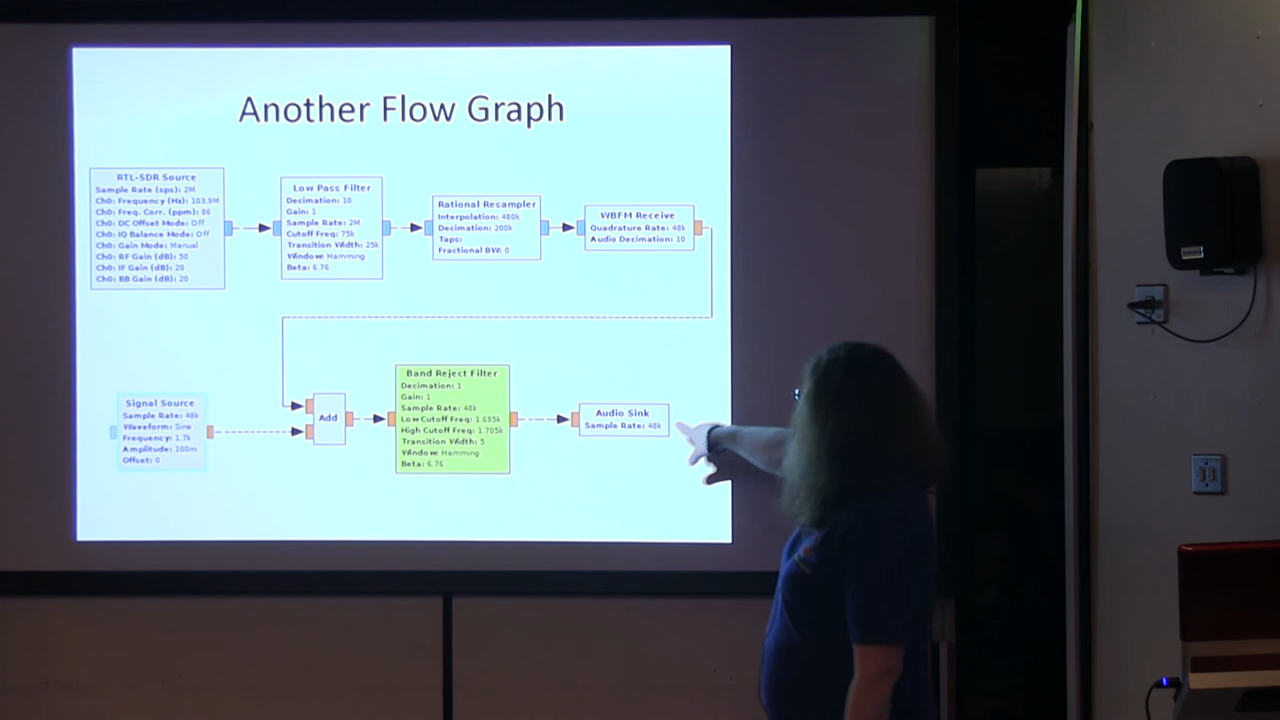 Another Flow Graph
RTL-SDR Source
Sample Rate (sps): 2M
Ch0: Frequency (Hz): 103.5M
Ch0: Freq. Corr. (ppm): 86
Ch0: DC Offset Mode: Off
Ch0: IQ Balance Mode: Off
Ch0: Gain Mode: Manual
Ch0: RF Gain (dB): 50
Ch0: IF Gain (dB): 20
Ch0: BB Gain (dB): 20
Low Pass Filter
Decimation: 10
Gain: 1
Sample Rate: 2M
Cutoff Freq: 75k
Transition Width: 25k
Window: Hamming
Beta: 6.76
Rational Resampler
Interpolation: 480k
Decimation: 200k
Taps:
Fractional BW: 0
WBFM Receive
Quadrature Rate: 48k
Audio Decimation: 10
Signal Source
Sample Rate: 48k
Waveform: Sine
Frequency: 1.7k
Amplitude: 100m
Offset: 0
Add
Band Reject Filter
Decimation: 1
Gain: 1
Sample Rate: 48k
Low Cutoff Freq: 1.695k
High Cutoff Freq: 1.705k
Transition Width: 5
Window: Hamming
Beta: 6.76
Audio Sink
Sample Rate: 48k